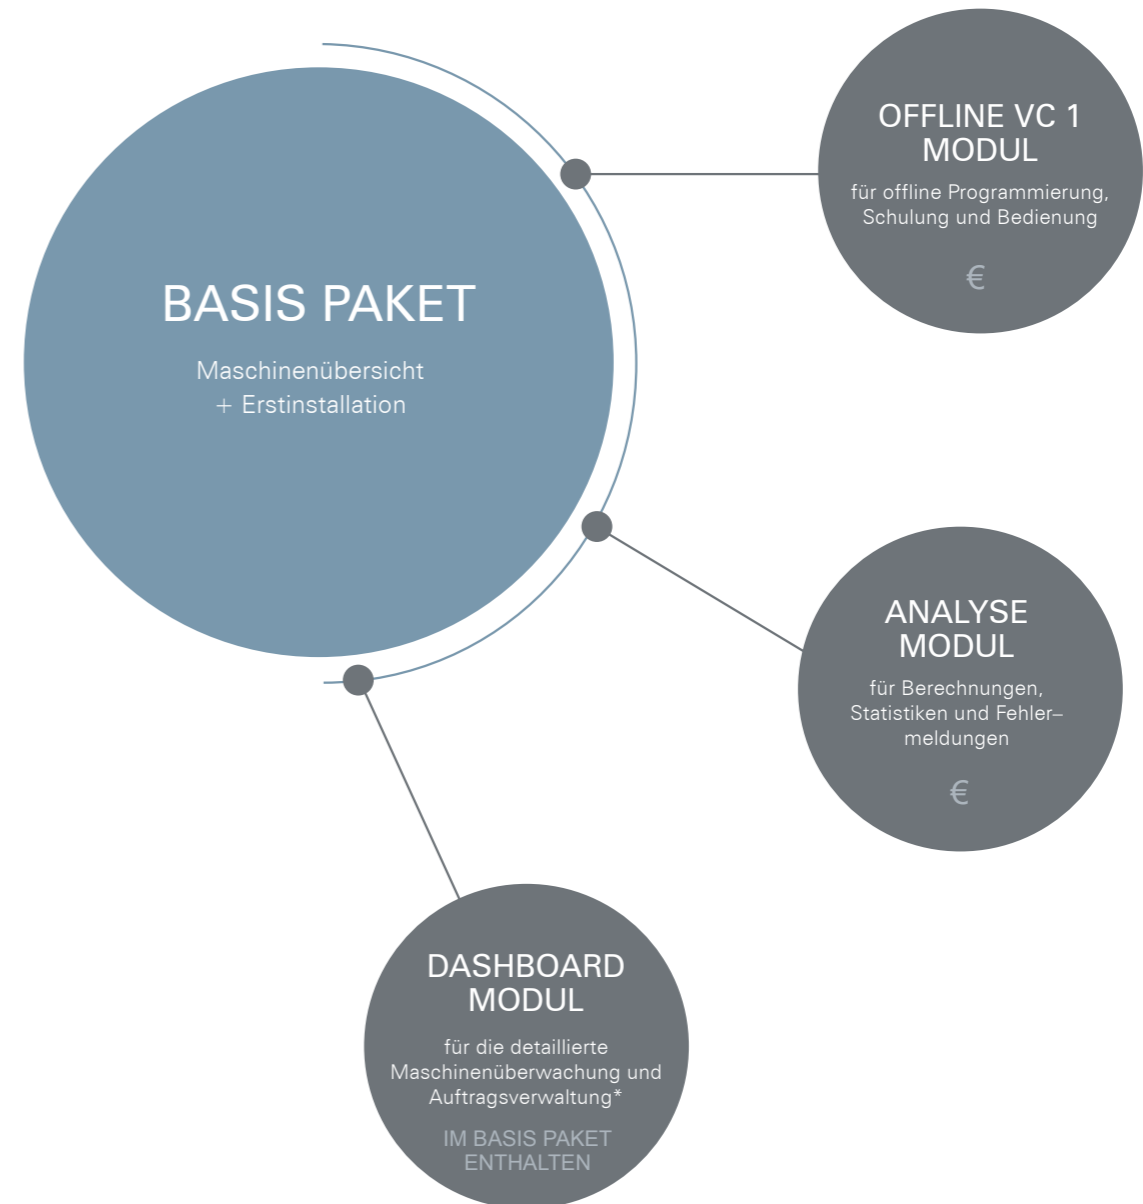 OFFLINE VC 1
MODUL
für offline Programmierung,
Schulung und Bedienung
€
BASIS PAKET
Maschinenübersicht
+ Erstinstallation
ANALYSE
MODUL
für Berechnungen,
Statistiken und Fehler–
meldungen
€
DASHBOARD
MODUL
für die detaillierte
Maschinenüberwachung und
Auftragsverwaltung*
IM BASIS PAKET
ENTHALTEN